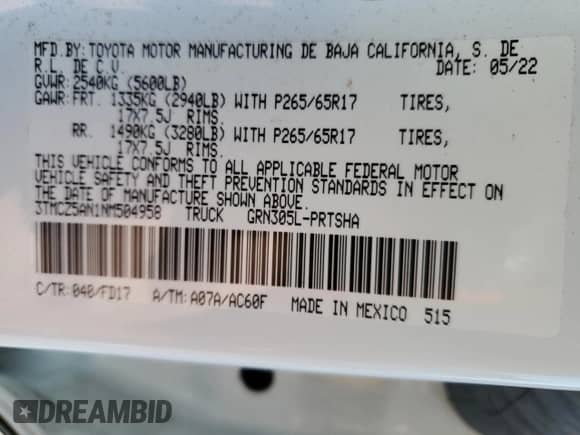 MFD.BY:TOYOTA MOTOR MANUFACTURING DE BAJA CALIFORNIA, S. DE
R.L. DE C.V. DATE: 05/22
GVWR:2540KG (5600LB)
GAWR:FRT. 1335KG (2940LB) WITH P265/65R17 TIRES,
17X7.5J RIMS.
RR. 1490KG (3280LB) WITH P265/65R17 TIRES,
17X7.5J RIMS.
THIS VEHICLE CONFORMS TO ALL APPLICABLE FEDERAL MOTOR
VEHICLE SAFETY AND THEFT PREVENTION STANDARDS IN EFFECT ON
THE DATE OF MANUFACTURE SHOWN ABOVE.
3TMCZ5AN1NM504958 TRUCK GRN305L-PRTSHA
C/TR:040/FD17 A/TM:A07A/AC60F MADE IN MEXICO 515
DREAMBID